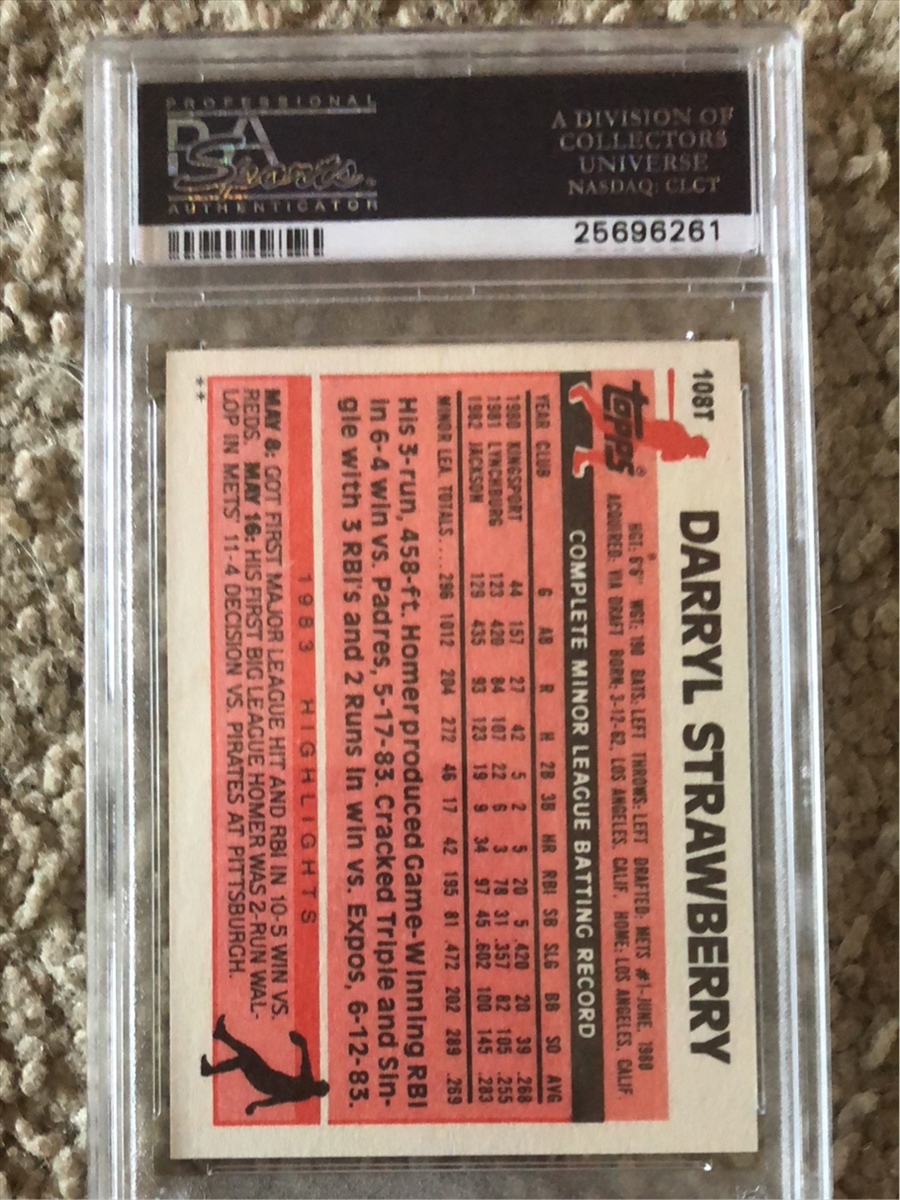 PROFESSIONAL
PSA
Sports
AUTHENTICATOR
A DIVISION OF
COLLECTORS
UNIVERSE
NASDAQ: CLCT
25696261
108T
DARRYL STRAWBERRY
TOPPS®
HGT: 6'6" WGT: 190 BATS: LEFT THROWS: LEFT DRAFTED: METS #1-JUNE, 1980
ACQUIRED: VIA DRAFT BORN: 3-12-62, LOS ANGELES, CALIF. HOME: LOS ANGELES, CALIF.
COMPLETE MINOR LEAGUE BATTING RECORD
YEAR CLUB G AB R H 2B 3B HR RBI SB SLG BB SO AVG
1980 KINGSPORT 44 157 27 42 5 2 5 20 5 .420 20 39 .268
1981 LYNCHBURG 123 420 84 107 22 6 3 78 31 .357 82 105 .255
1982 JACKSON 129 435 93 123 19 9 34 97 45 .602 100 145 .283
MINOR LEA. TOTALS.... 296 1012 204 272 46 17 42 195 81 .472 202 289 .269
His 3-run, 458-ft. Homer produced Game-Winning RBI
in 6-4 win vs. Padres, 5-17-83. Cracked Triple and Sin-
gle with 3 RBI's and 2 Runs in win vs. Expos, 6-12-83.
1983 HIGHLIGHTS
MAY 8: GOT FIRST MAJOR LEAGUE HIT AND RBI IN 10-5 WIN VS.
REDS. MAY 16: HIS FIRST BIG LEAGUE HOMER WAS 2-RUN WAL-
LOP IN METS' 11-4 DECISION VS. PIRATES AT PITTSBURGH.
**